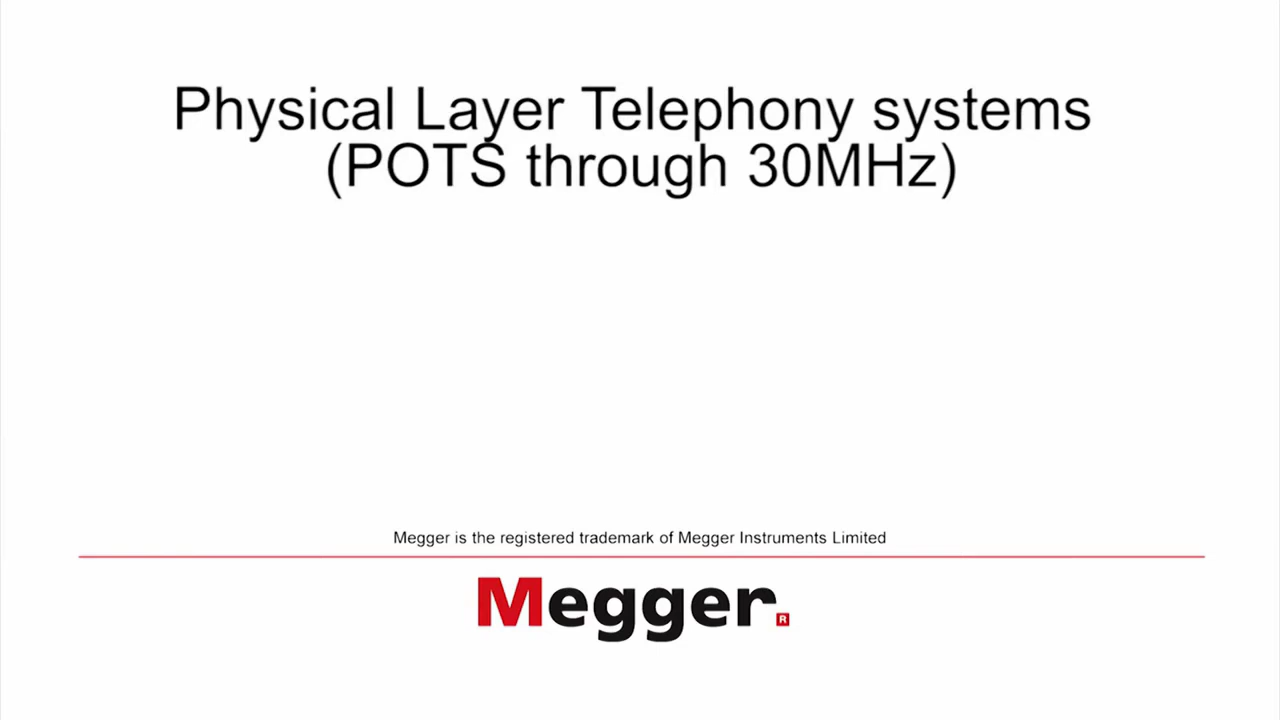 Physical Layer Telephony systems
(POTS through 30MHz)
Megger is the registered trademark of Megger Instruments Limited
Megger.®